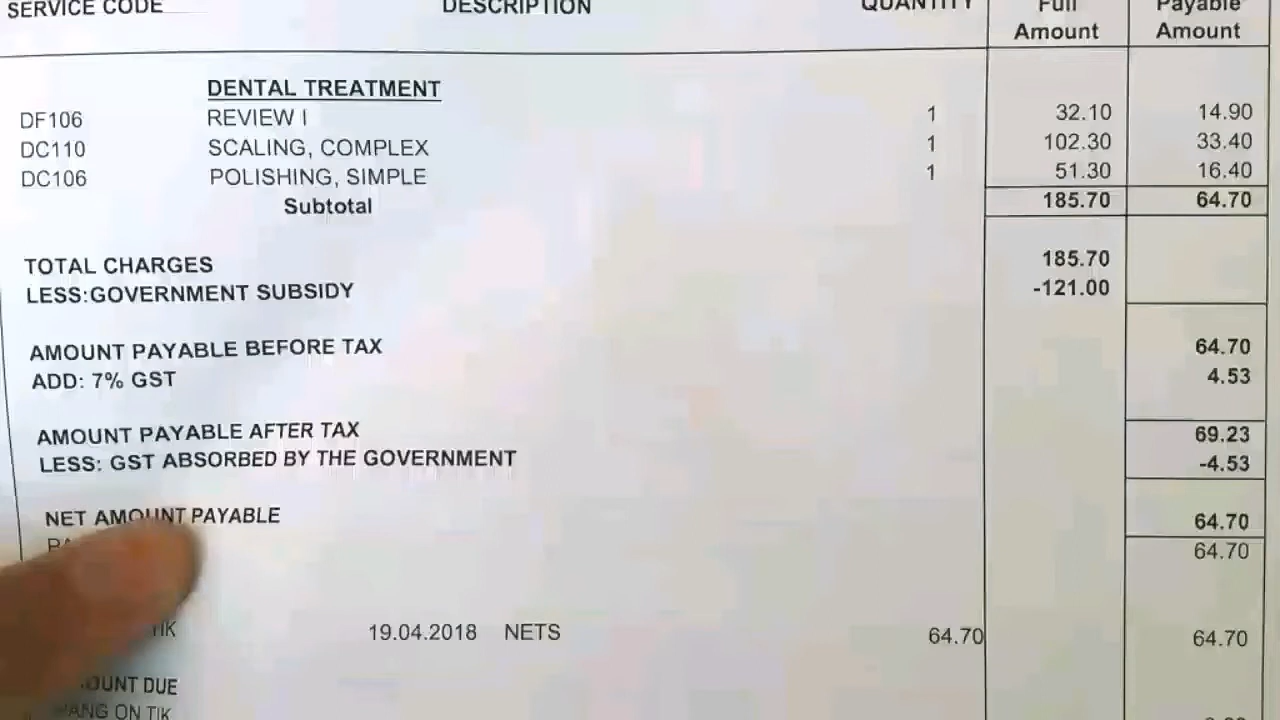 SERVICE CODE DESCRIPTION QUANTITY Full Amount Payable Amount
DENTAL TREATMENT
DF106 REVIEW I 1 32.10 14.90
DC110 SCALING, COMPLEX 1 102.30 33.40
DC106 POLISHING, SIMPLE 1 51.30 16.40
Subtotal 185.70 64.70
TOTAL CHARGES 185.70
LESS:GOVERNMENT SUBSIDY -121.00
AMOUNT PAYABLE BEFORE TAX 64.70
ADD: 7% GST 4.53
AMOUNT PAYABLE AFTER TAX 69.23
LESS: GST ABSORBED BY THE GOVERNMENT -4.53
NET AMOUNT PAYABLE 64.70
64.70
TIK 19.04.2018 NETS 64.70 64.70
OUNT DUE
ANG ON TIK